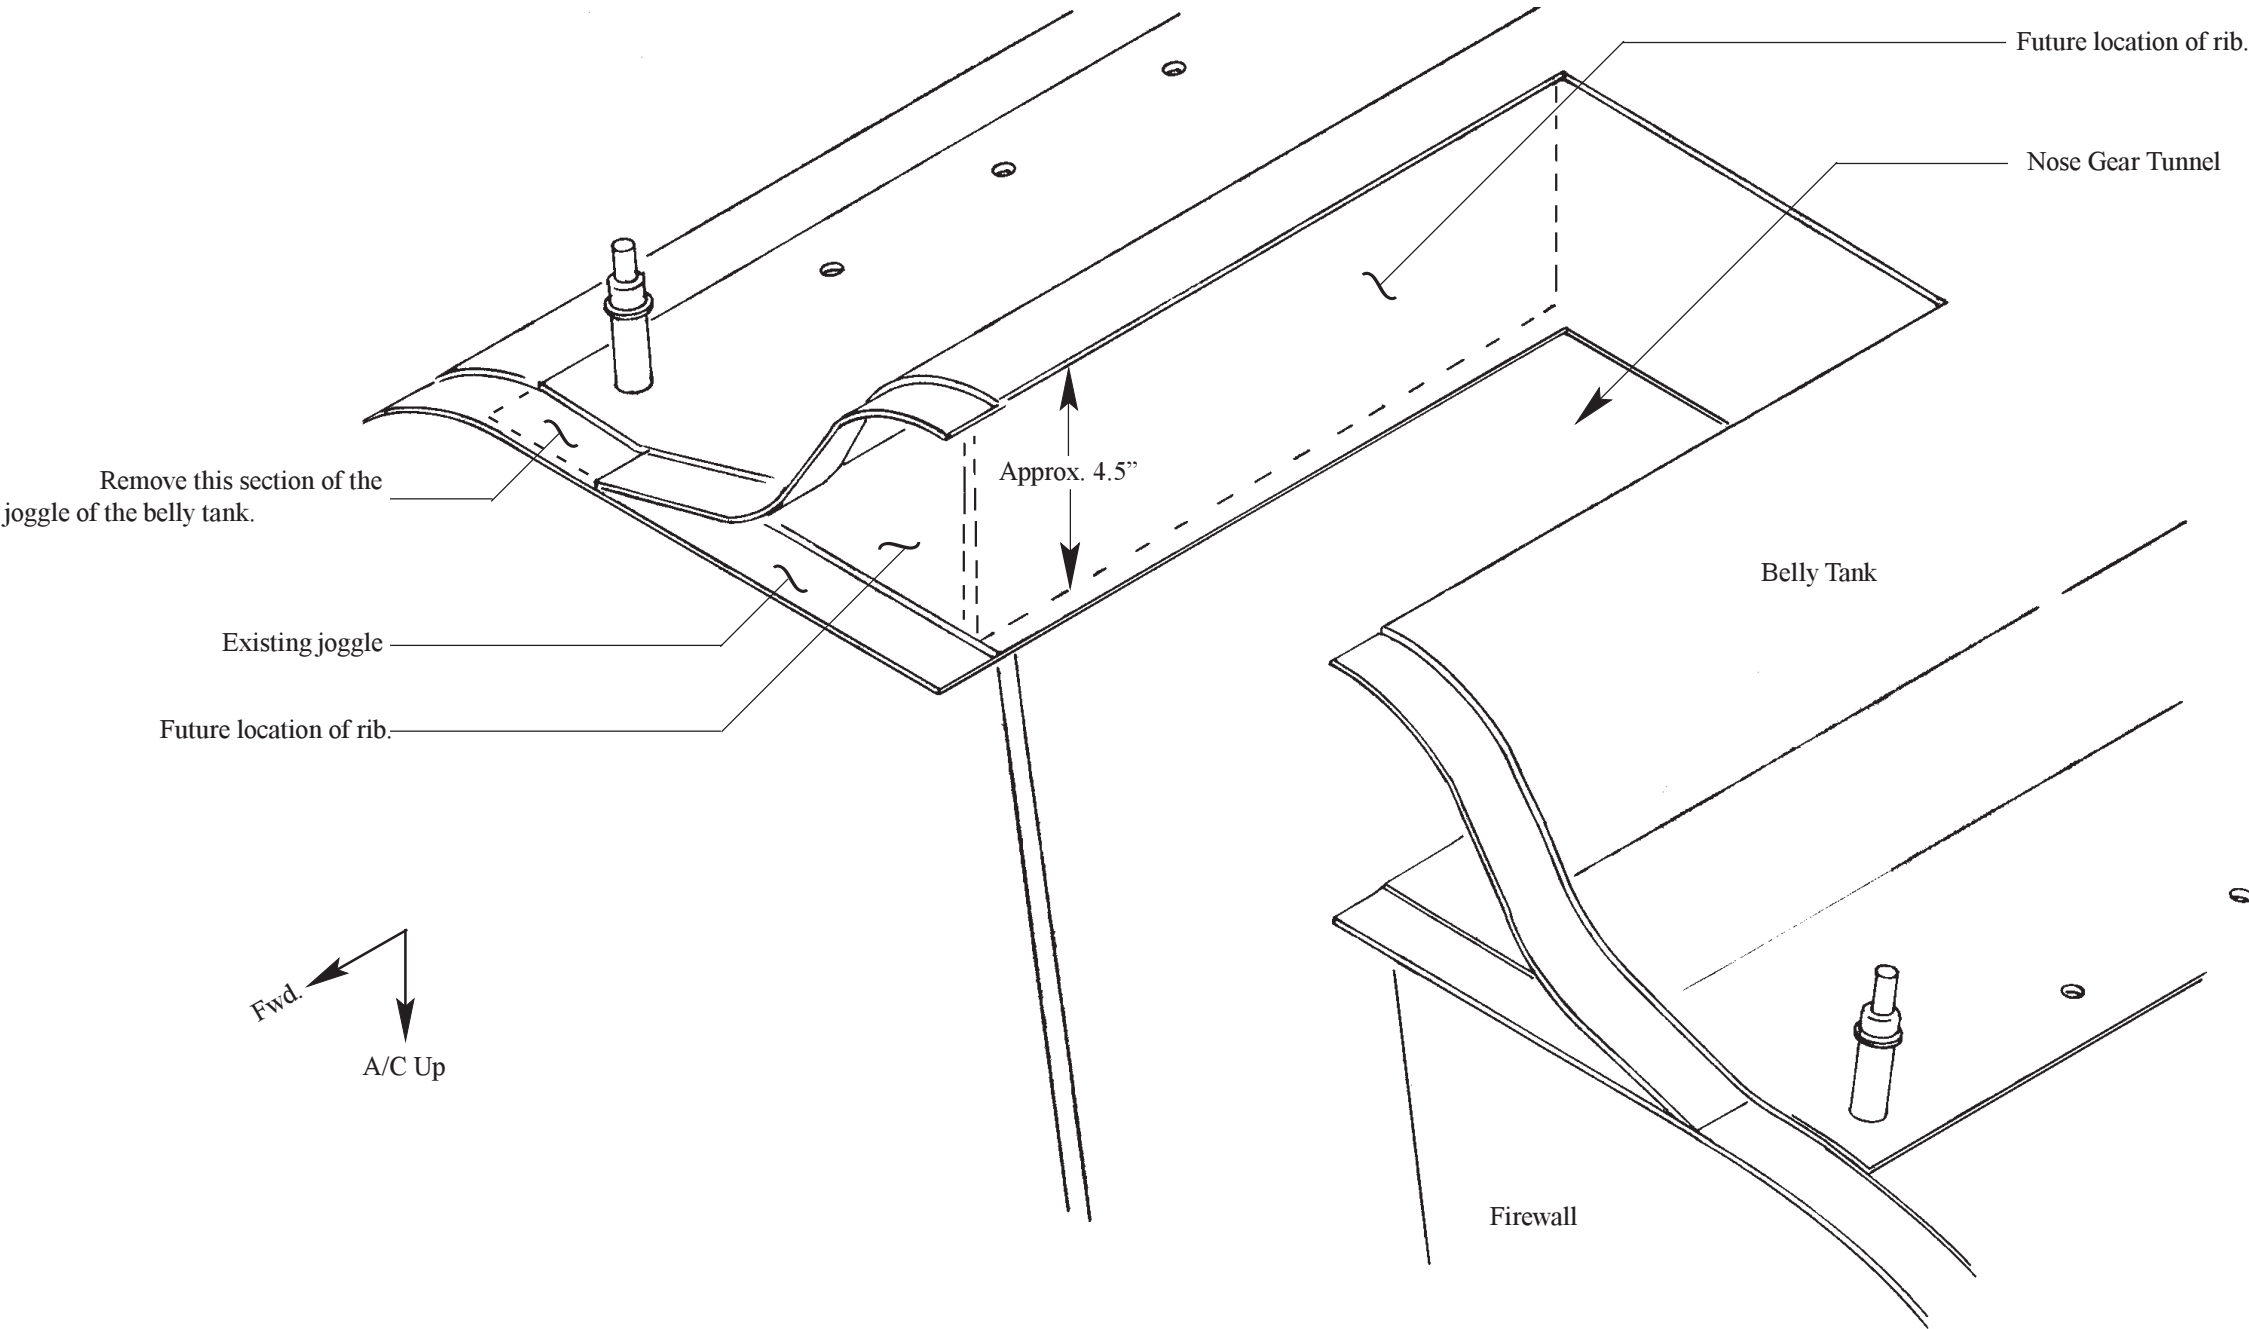 Future location of rib.
Nose Gear Tunnel
Approx. 4.5”
Remove this section of the
joggle of the belly tank.
Belly Tank
Existing joggle
Future location of rib.
Fwd.
A/C Up
Firewall